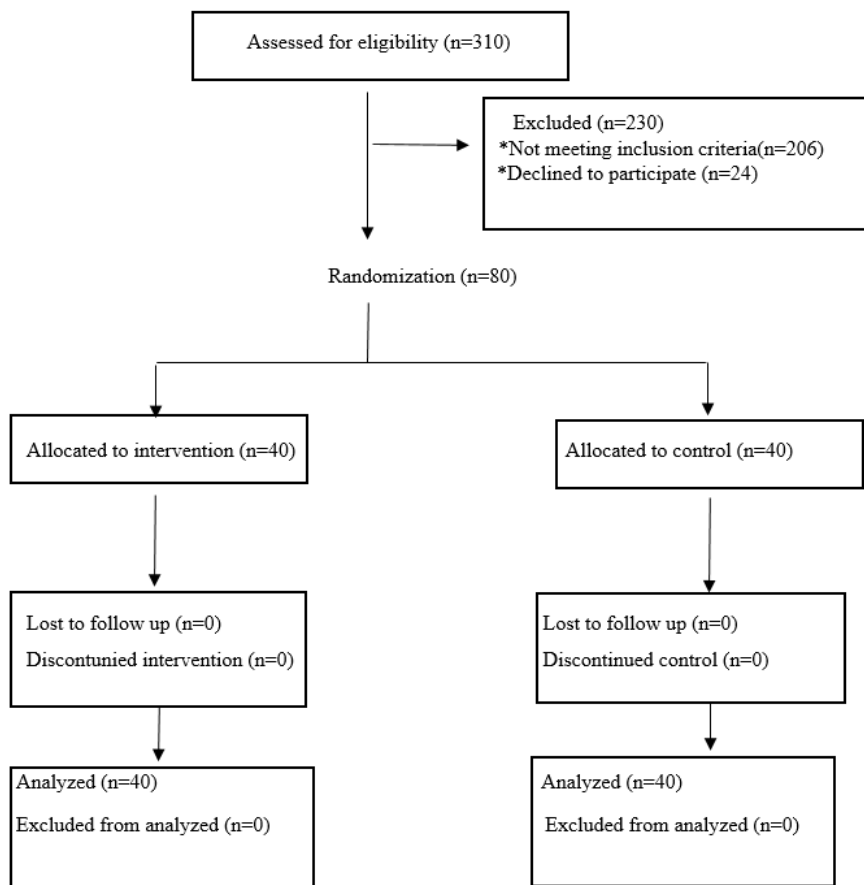 Assessed for eligibility (n=310)
Excluded (n=230)
*Not meeting inclusion criteria(n=206)
*Declined to participate (n=24)
Randomization (n=80)
Allocated to intervention (n=40)
Allocated to control (n=40)
Lost to follow up (n=0)
Discontunied intervention (n=0)
Lost to follow up (n=0)
Discontinued control (n=0)
Analyzed (n=40)
Excluded from analyzed (n=0)
Analyzed (n=40)
Excluded from analyzed (n=0)